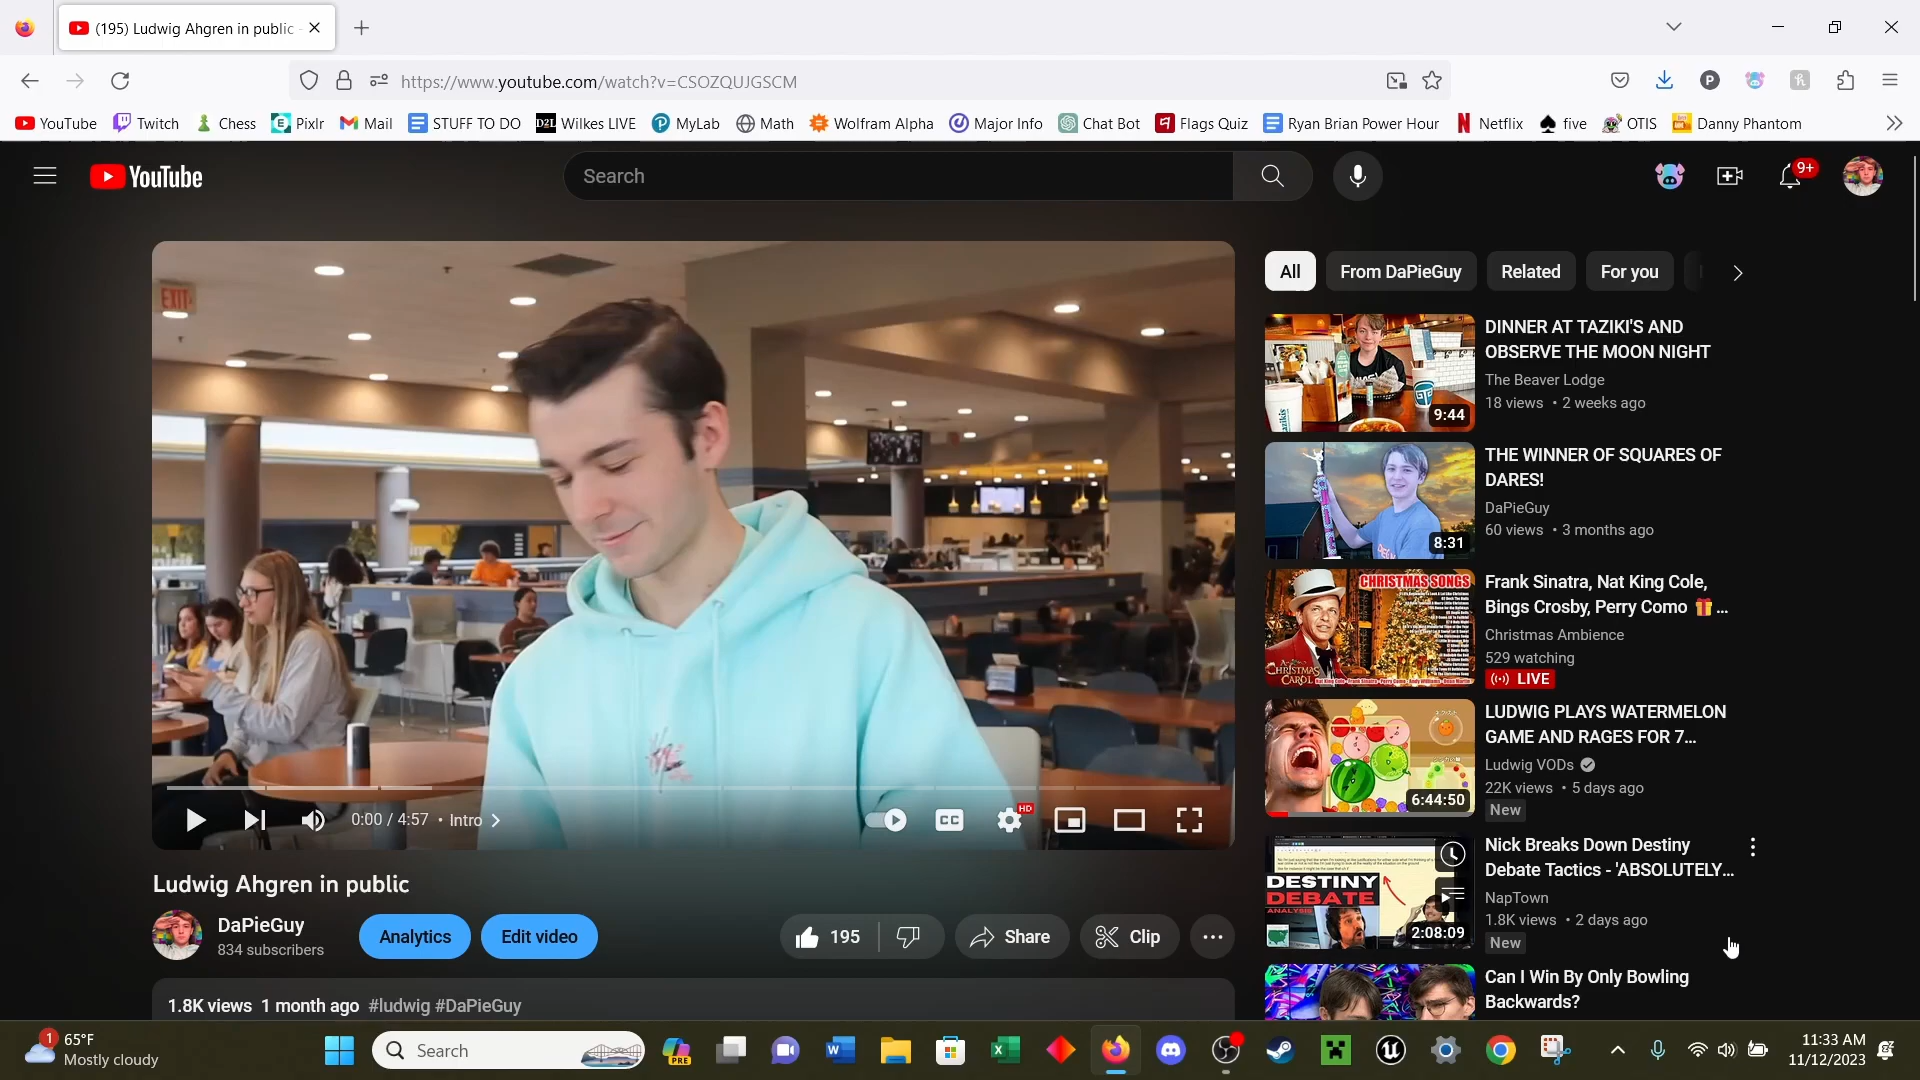 (195) Ludwig Ahgren in public -
https://www.youtube.com/watch?v=CSOZQUJGSCM
YouTube Twitch Chess Pixlr Mail STUFF TO DO D2L Wilkes LIVE MyLab Math Wolfram Alpha Major Info Chat Bot Flags Quiz Ryan Brian Power Hour Netflix five OTIS Danny Phantom
YouTube
Search
9+
EXIT
0:00 / 4:57 • Intro
CC
HD
Ludwig Ahgren in public
DaPieGuy
834 subscribers
Analytics
Edit video
195
Share
Clip
1.8K views 1 month ago #ludwig #DaPieGuy
All
From DaPieGuy
Related
For you
9:44
DINNER AT TAZIKI'S AND
OBSERVE THE MOON NIGHT
The Beaver Lodge
18 views • 2 weeks ago
8:31
THE WINNER OF SQUARES OF
DARES!
DaPieGuy
60 views • 3 months ago
CHRISTMAS SONGS
CHRISTMAS
CAROL
Frank Sinatra, Nat King Cole,
Bings Crosby, Perry Como 🎁...
Christmas Ambience
529 watching
LIVE
6:44:50
LUDWIG PLAYS WATERMELON
GAME AND RAGES FOR 7...
Ludwig VODs
22K views • 5 days ago
New
DESTINY
DEBATE
ANALYSIS
2:08:09
Nick Breaks Down Destiny
Debate Tactics - 'ABSOLUTELY...
NapTown
1.8K views • 2 days ago
New
Can I Win By Only Bowling
Backwards?
1
65°F
Mostly cloudy
Search
PRE
11:33 AM
11/12/2023